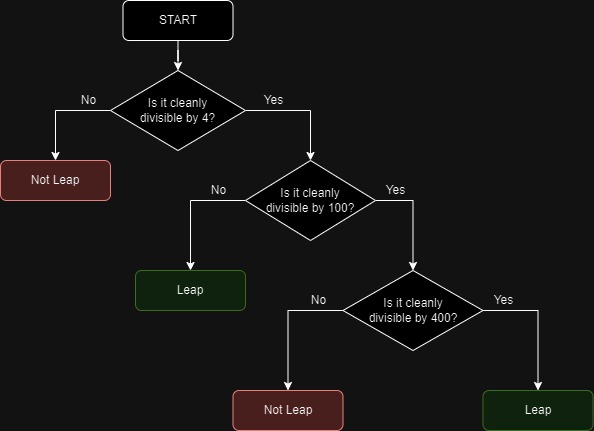 START
Is it cleanly
divisible by 4?
No
Yes
Not Leap
Is it cleanly
divisible by 100?
No
Yes
Leap
Is it cleanly
divisible by 400?
No
Yes
Not Leap
Leap